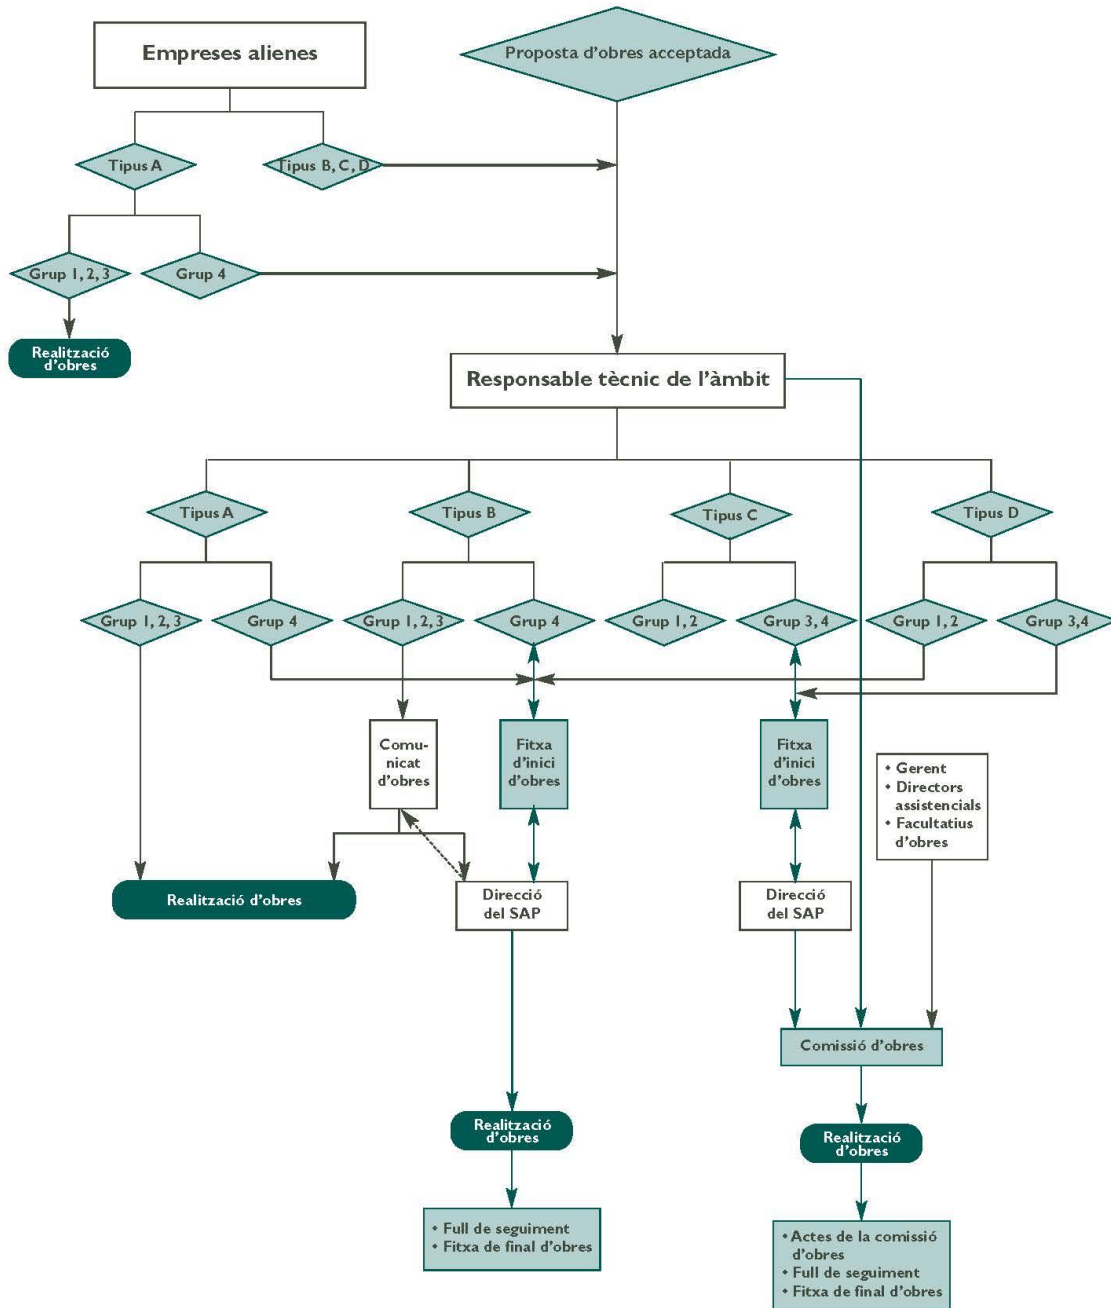 Empreses alienes
Proposta d'obres acceptada
Tipus A
Tipus B, C, D
Grup 1, 2, 3
Grup 4
Realització
d'obres
Responsable tècnic de l'àmbit
Tipus A
Tipus B
Tipus C
Tipus D
Grup 1, 2, 3
Grup 4
Grup 1, 2, 3
Grup 4
Grup 1, 2
Grup 3, 4
Grup 1, 2
Grup 3,4
Comu-
nicat
d'obres
Fitxa
d'inici
d'obres
Fitxa
d'inici
d'obres
• Gerent
• Directors
assistencials
• Facultatius
d'obres
Realització d'obres
Direcció
del SAP
Direcció
del SAP
Comissió d'obres
Realització
d'obres
Realització
d'obres
• Full de seguiment
• Fitxa de final d'obres
• Actes de la comissió
d'obres
• Full de seguiment
• Fitxa de final d'obres